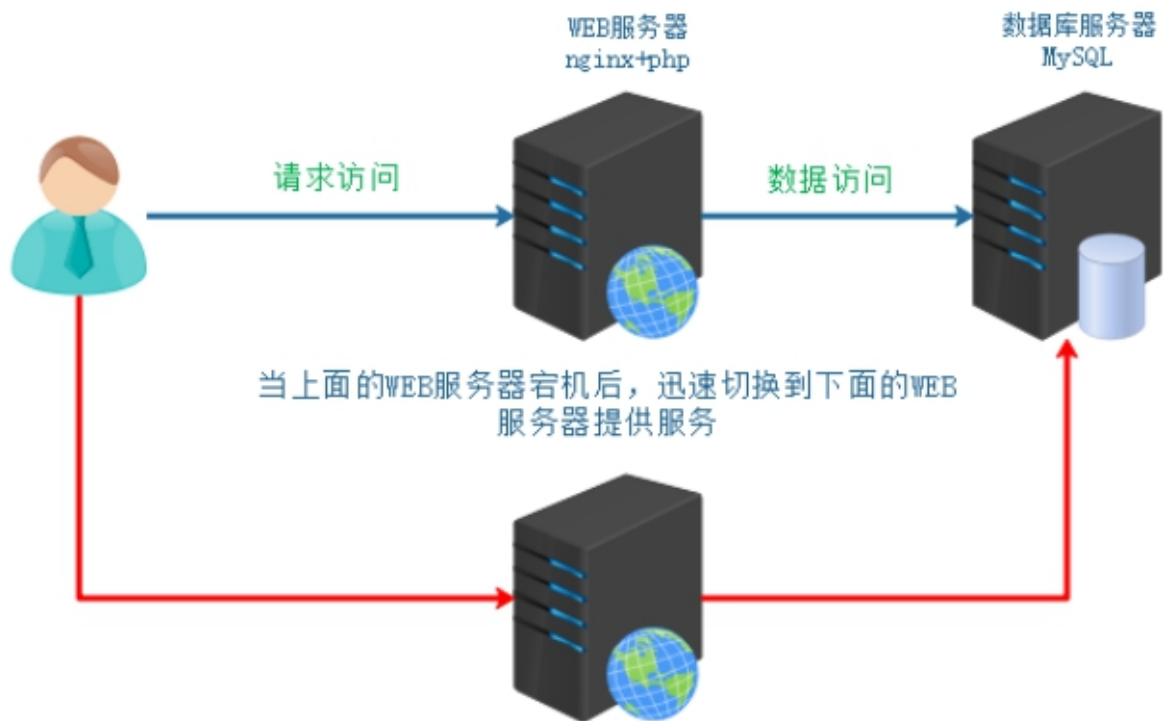 WEB服务器
nginx+php
数据库服务器
MySQL
请求访问
数据访问
当上面的WEB服务器宕机后，迅速切换到下面的WEB
服务器提供服务